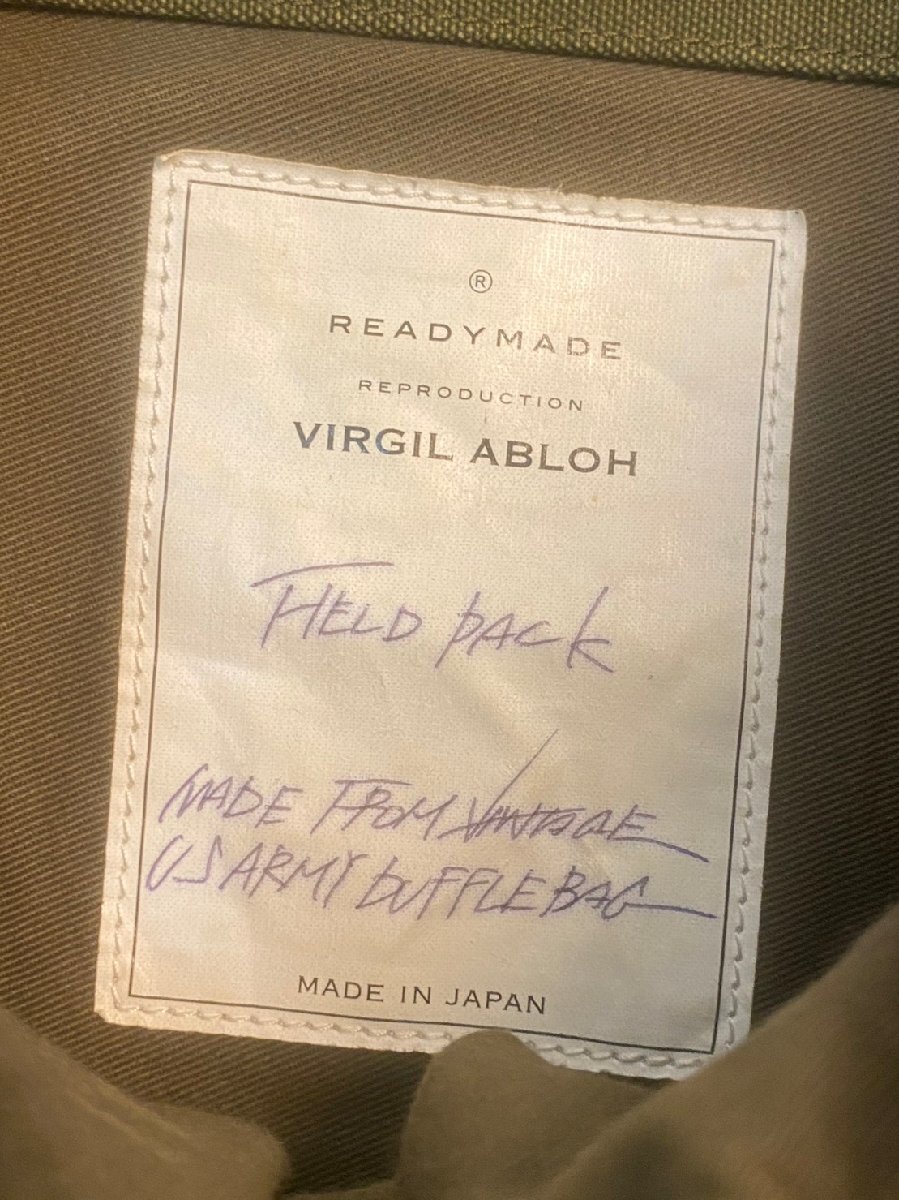 ®
READYMADE
REPRODUCTION
VIRGIL ABLOH
FIELD PACK
MADE FROM VINTAGE
US ARMY DUFFLE BAG
MADE IN JAPAN